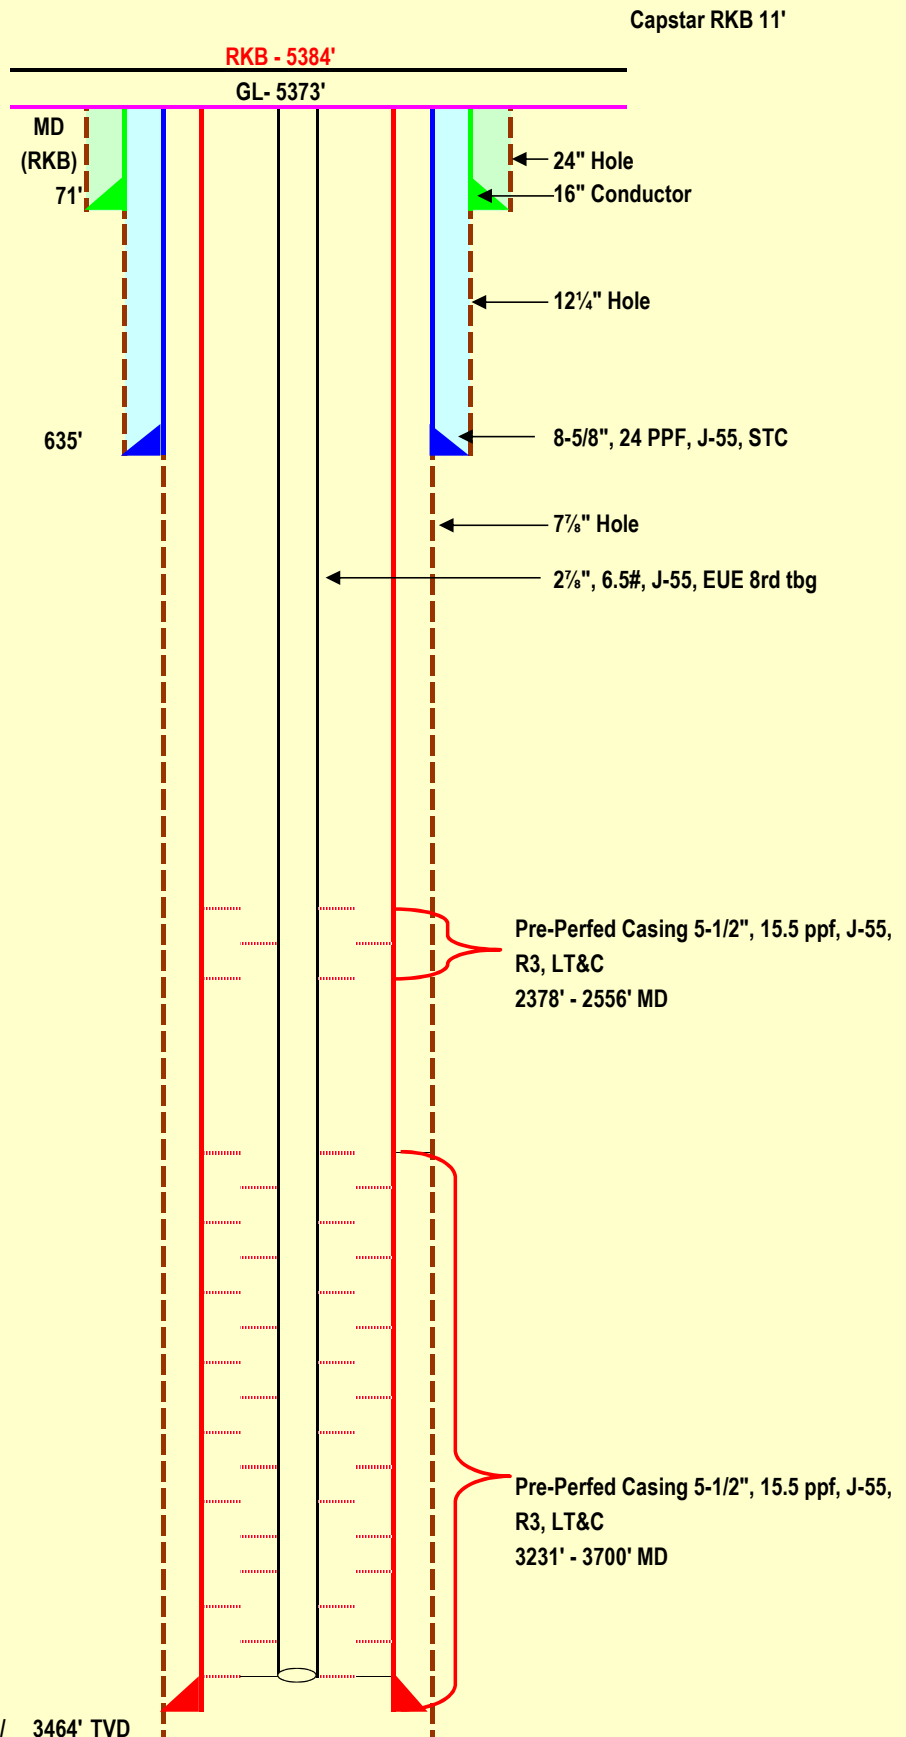 Capstar RKB 11'
RKB - 5384'
GL- 5373'
MD
(RKB)
24" Hole
71'
16" Conductor
12¼" Hole
635'
8-5/8", 24 PPF, J-55, STC
7⅞" Hole
2⅞", 6.5#, J-55, EUE 8rd tbg
Pre-Perfed Casing 5-1/2", 15.5 ppf, J-55,
R3, LT&C
2378' - 2556' MD
Pre-Perfed Casing 5-1/2", 15.5 ppf, J-55,
R3, LT&C
3231' - 3700' MD
/ 3464' TVD